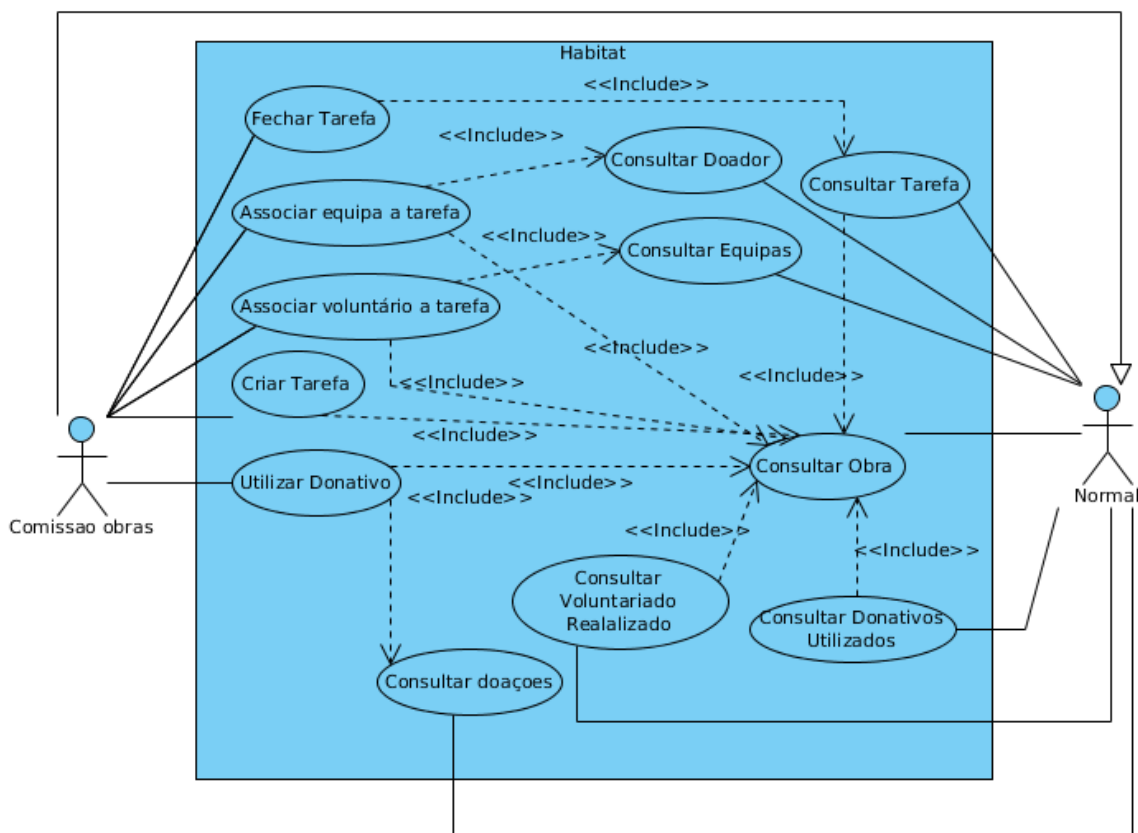 Habitat
<<Include>>
Fechar Tarefa
<<Include>>
Consultar Doador
Consultar Tarefa
Associar equipa a tarefa
<<Include>>
Consultar Equipas
Associar voluntário a tarefa
<<Include>>
Criar Tarefa
<<Include>>
<<Include>>
<<Include>>
Consultar Obra
Utilizar Donativo
<<Include>>
<<Include>>
Normal
Comissao obras
<<Include>>
<<Include>>
Consultar
Voluntariado
Realalizado
Consultar Donativos
Utilizados
Consultar doaçoes